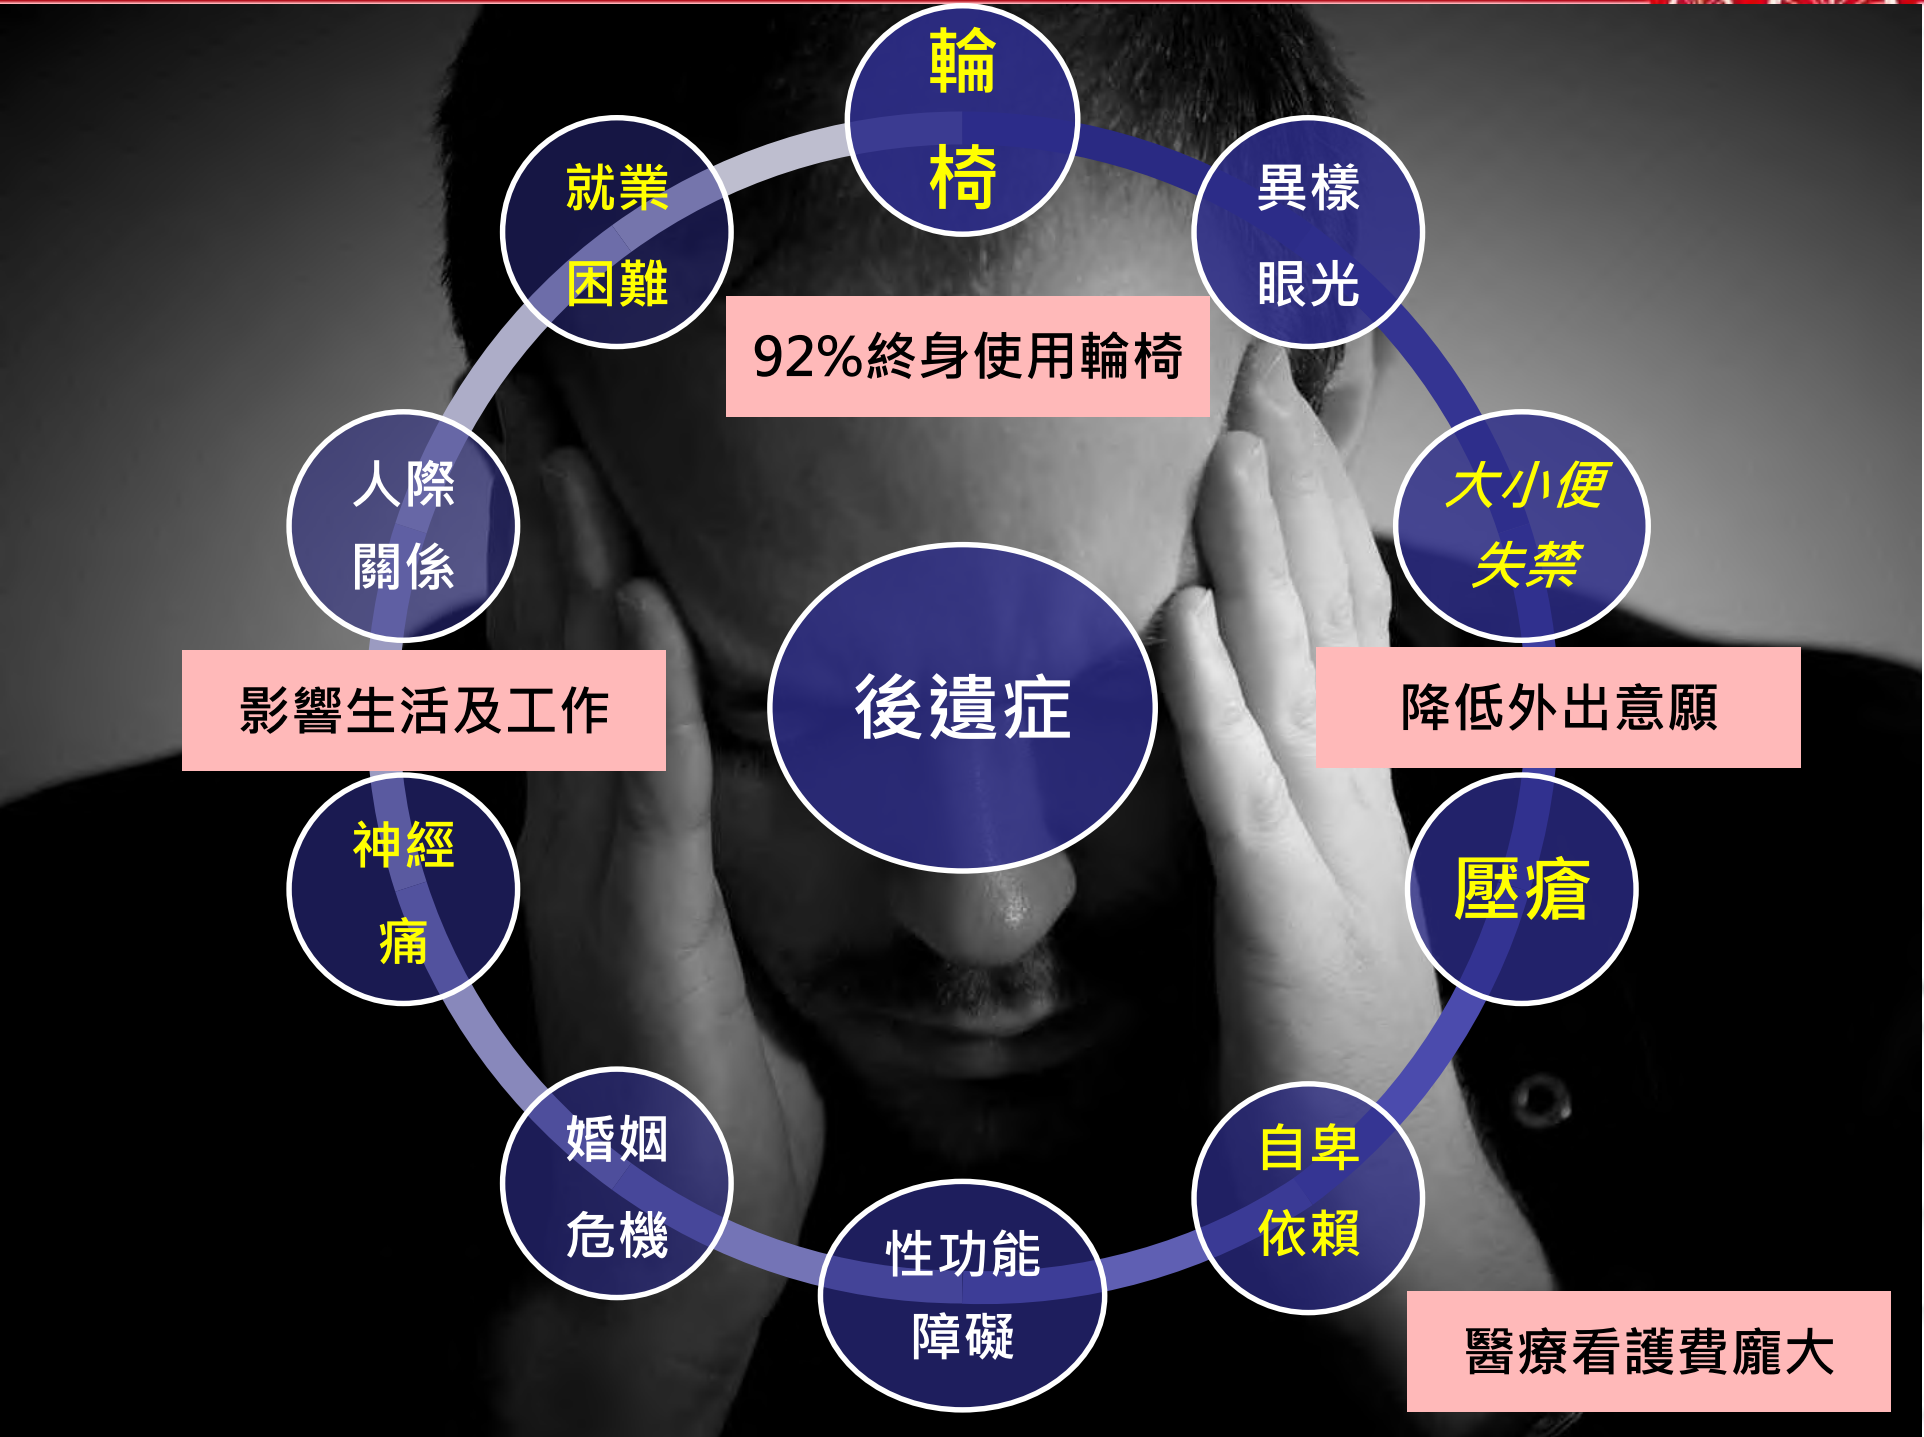 輪
椅
異樣
眼光
大小便
失禁
壓瘡
自卑
依賴
性功能
障礙
婚姻
危機
神經
痛
人際
關係
就業
困難
92%終身使用輪椅
影響生活及工作
後遺症
降低外出意願
醫療看護費龐大